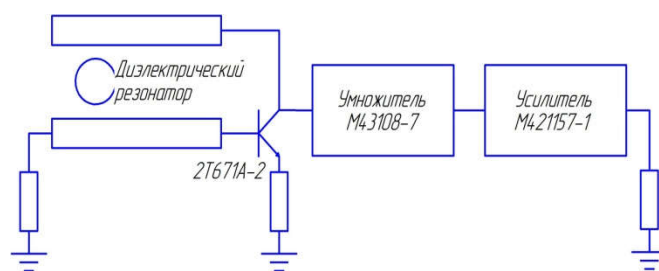 Диэлектрический
резонатор
Умножитель
М43108-7
Усилитель
М421157-1
2Т671А-2